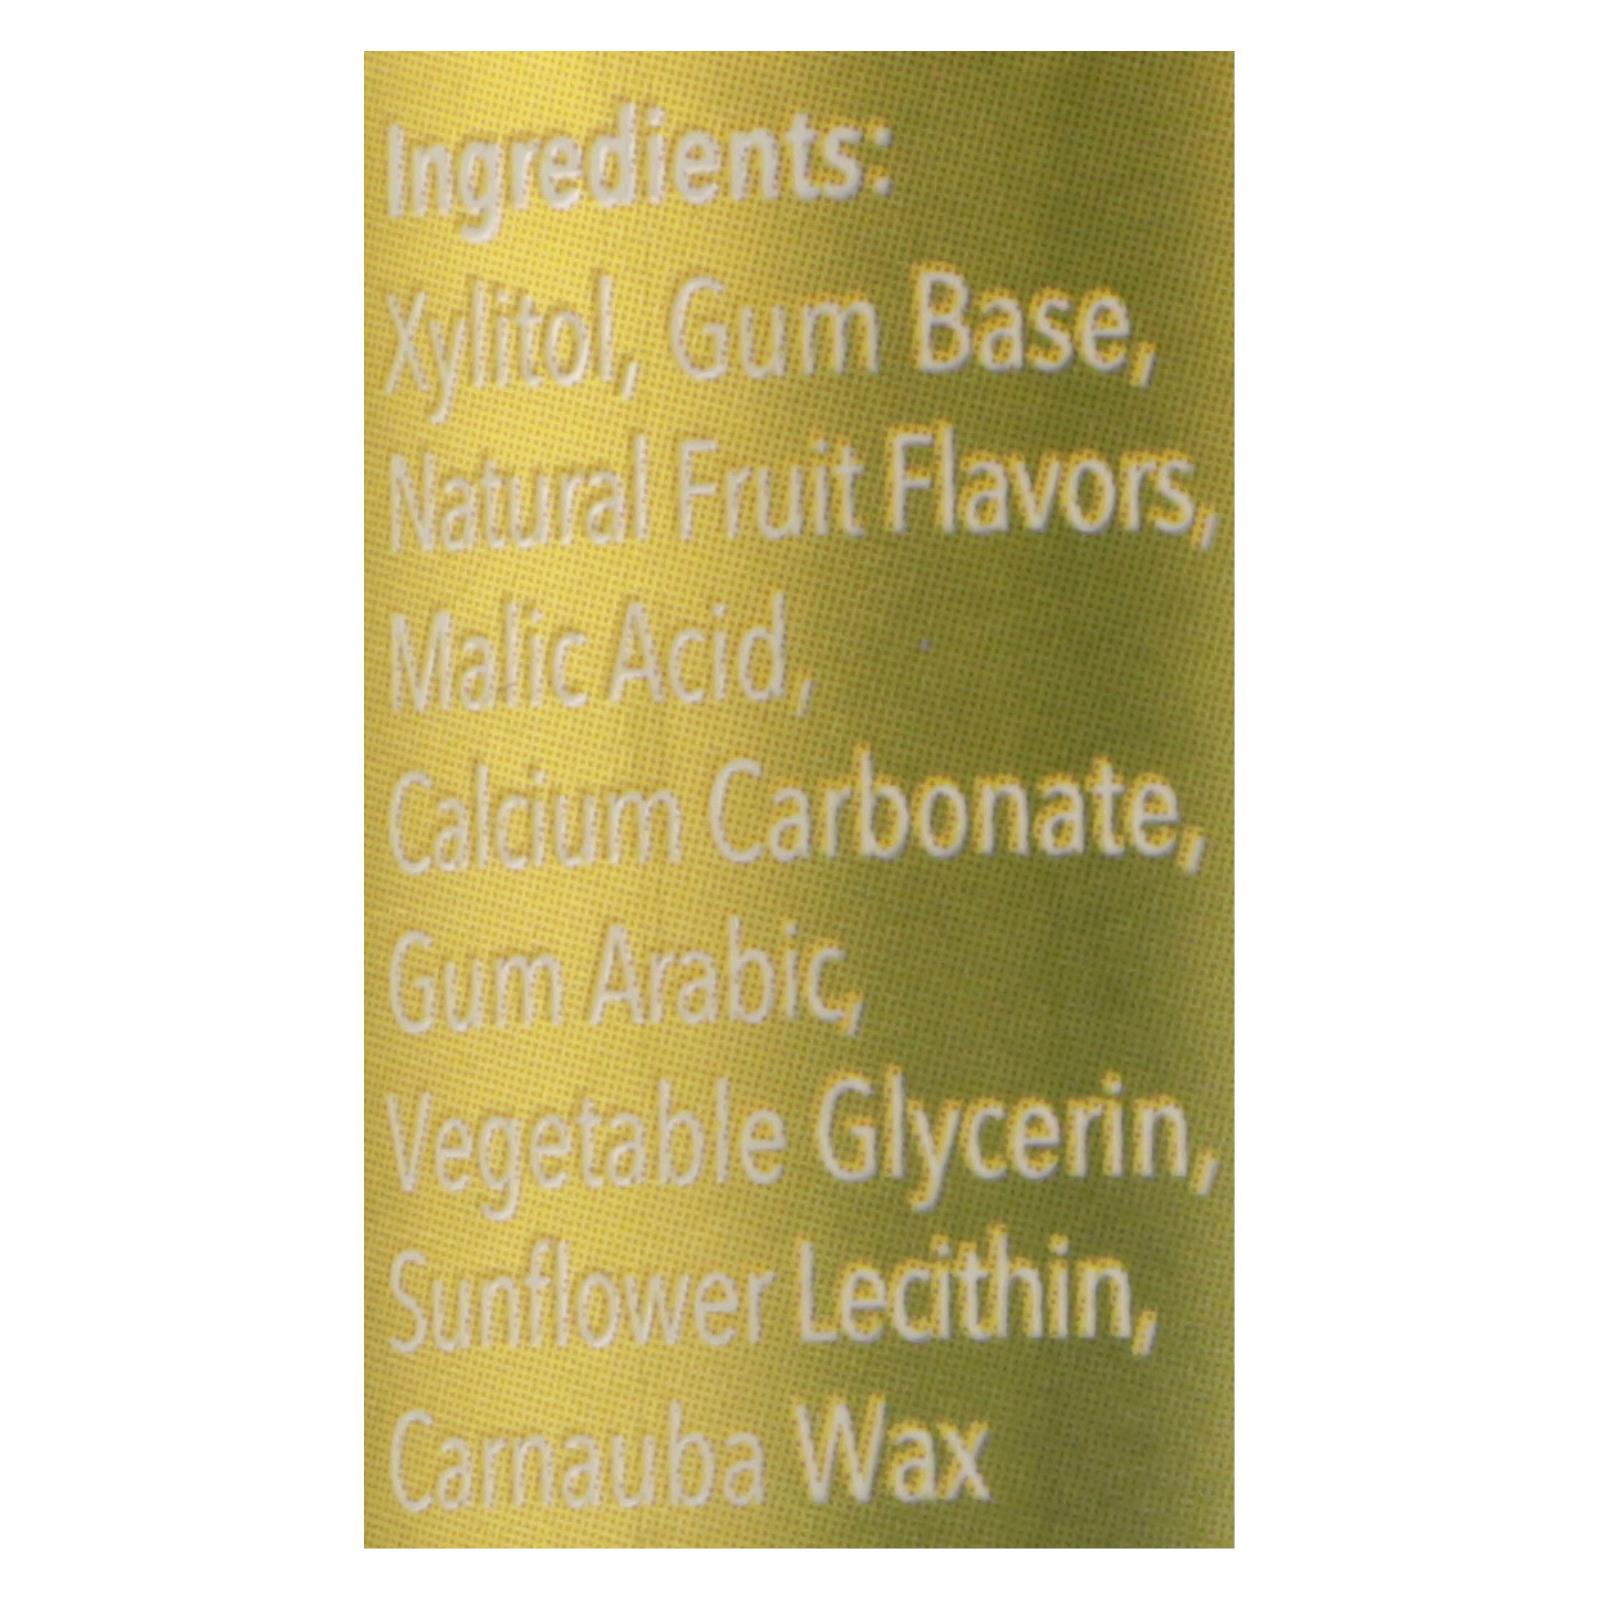 Ingredients:
Xylitol, Gum Base,
Natural Fruit Flavors,
Malic Acid,
Calcium Carbonate,
Gum Arabic,
Vegetable Glycerin,
Sunflower Lecithin,
Carnauba Wax